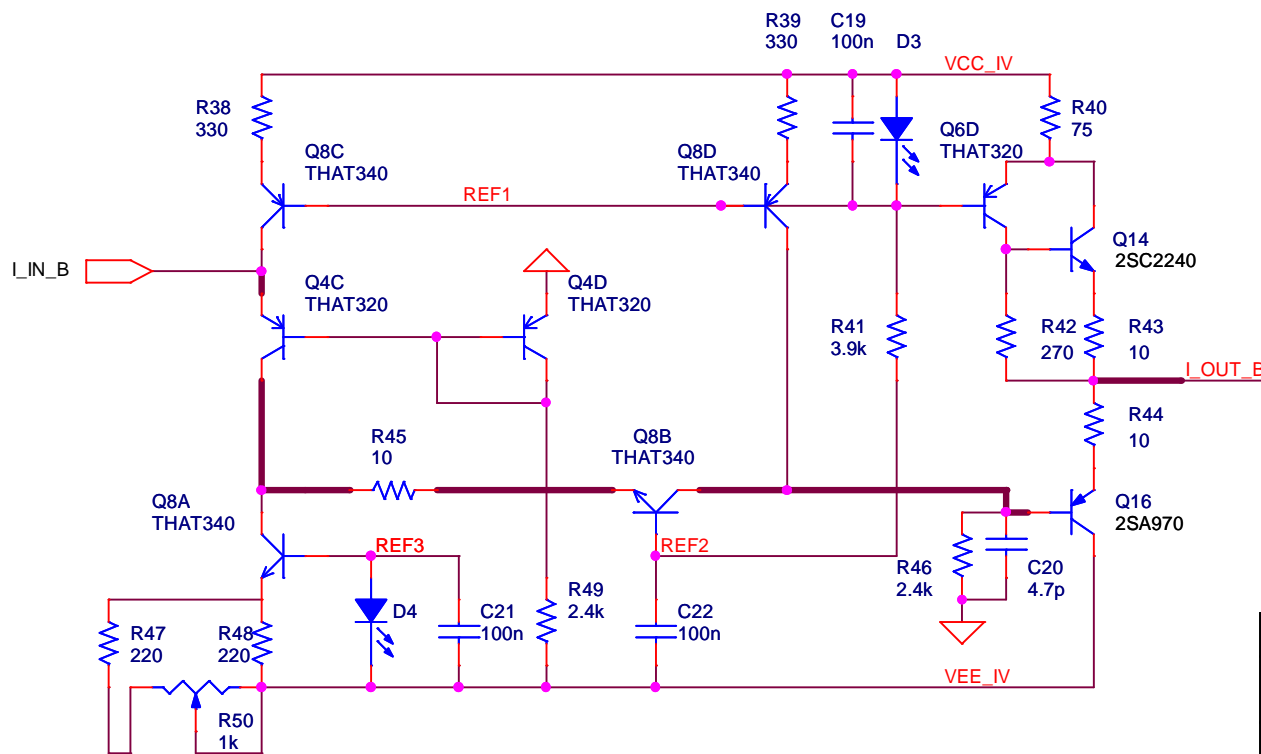 R39
330
C19
100n
D3
VCC_IV
R38
330
R40
75
Q8C
THAT340
Q8D
THAT340
Q6D
THAT320
REF1
Q14
2SC2240
I_IN_B
Q4C
THAT320
Q4D
THAT320
R41
3.9k
R42
270
R43
10
I_OUT_B
R44
10
R45
10
Q8B
THAT340
Q8A
THAT340
Q16
2SA970
REF3
REF2
R46
2.4k
C20
4.7p
R49
2.4k
D4
C21
100n
C22
100n
R47
220
R48
220
VEE_IV
R50
1k